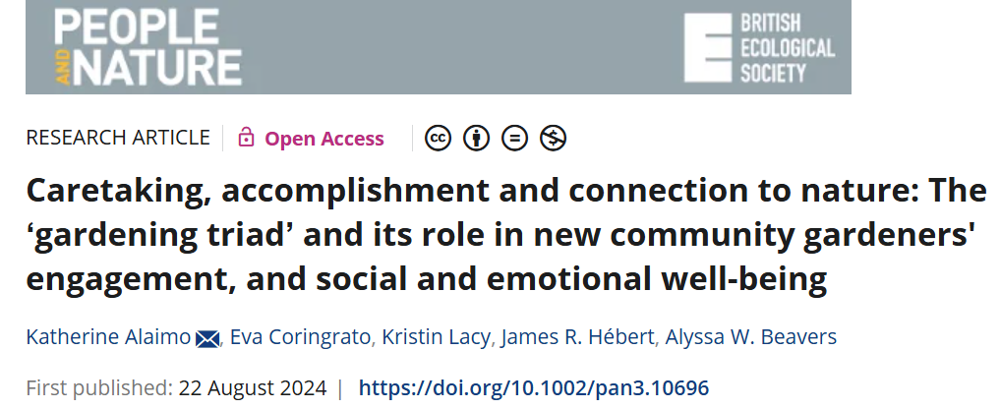 PEOPLE
AND NATURE
BRITISH
ECOLOGICAL
SOCIETY
RESEARCH ARTICLE Open Access cc = $
Caretaking, accomplishment and connection to nature: The
‘gardening triad’ and its role in new community gardeners'
engagement, and social and emotional well-being
Katherine Alaimo, Eva Coringrato, Kristin Lacy, James R. Hébert, Alyssa W. Beavers
First published: 22 August 2024 | https://doi.org/10.1002/pan3.10696